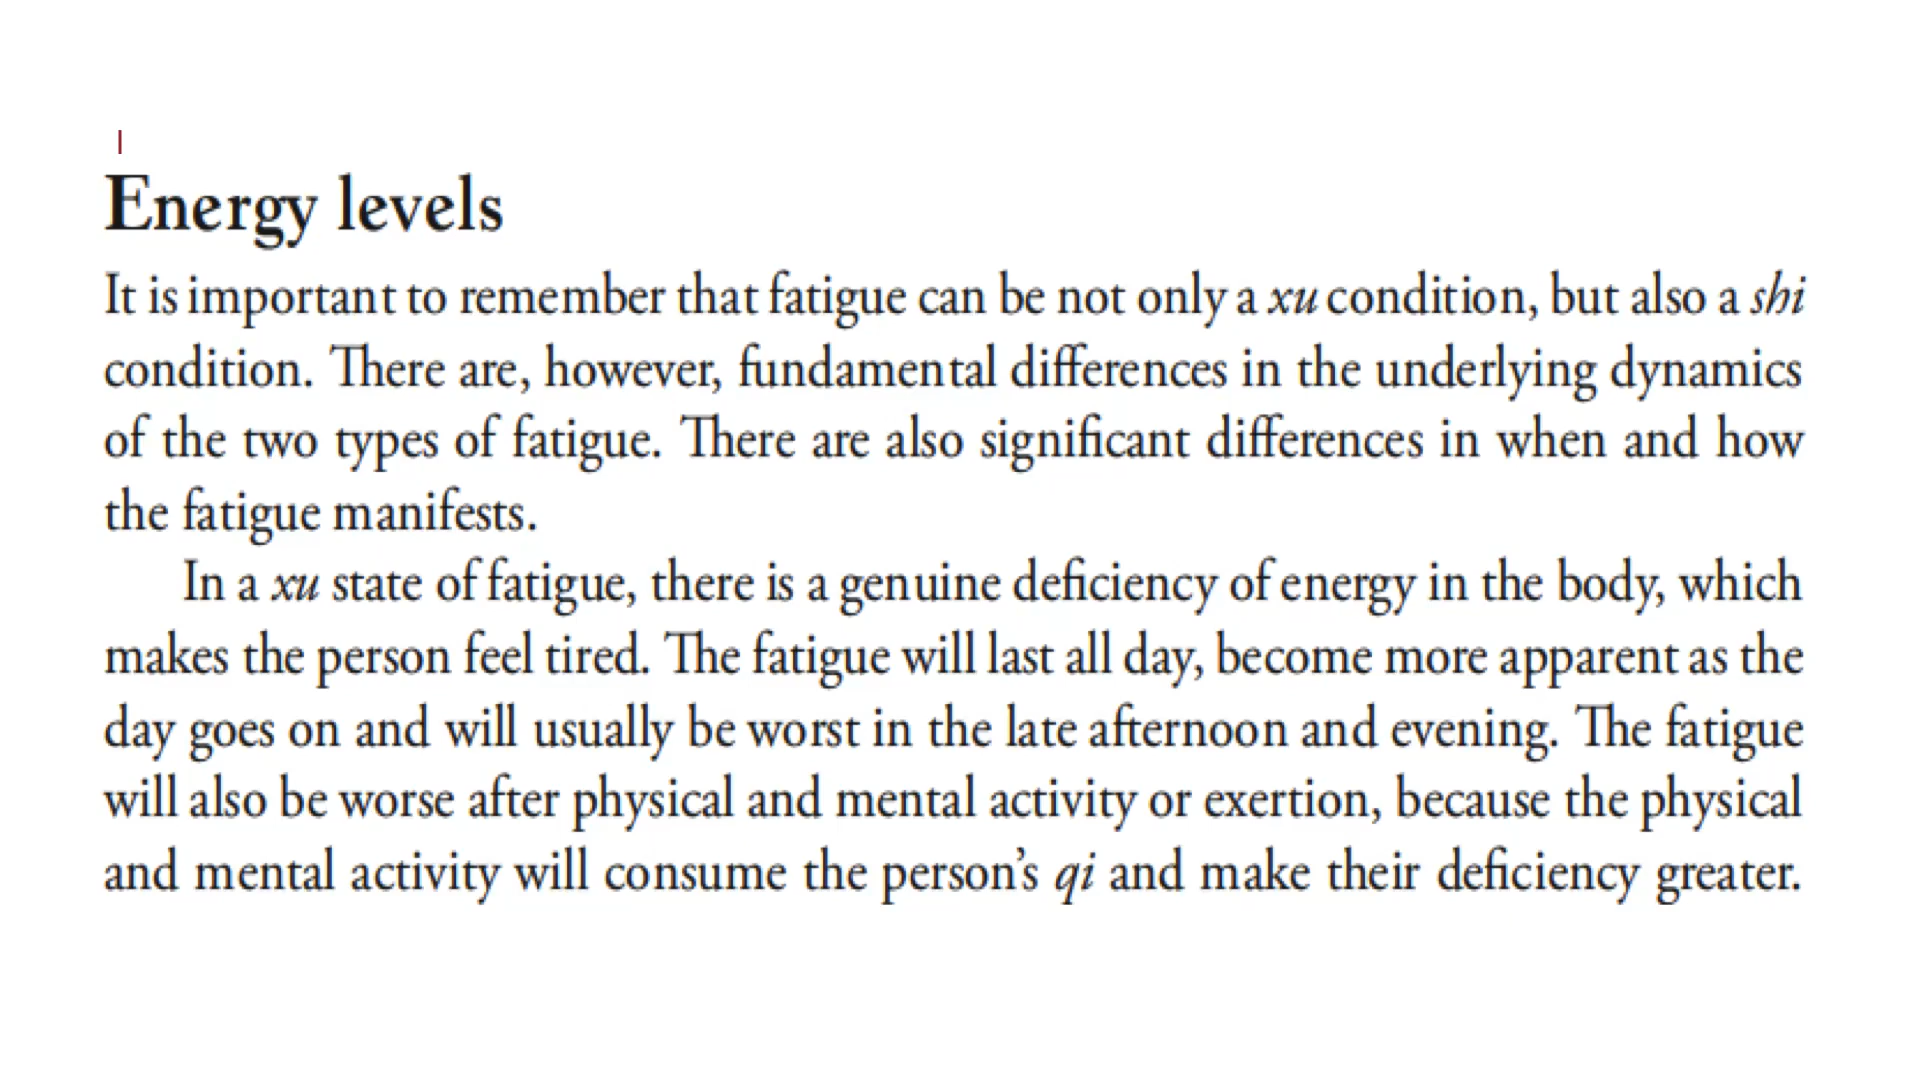 Energy levels
It is important to remember that fatigue can be not only a xu condition, but also a shi
condition. There are, however, fundamental differences in the underlying dynamics
of the two types of fatigue. There are also significant differences in when and how
the fatigue manifests.
In a xu state of fatigue, there is a genuine deficiency of energy in the body, which
makes the person feel tired. The fatigue will last all day, become more apparent as the
day goes on and will usually be worst in the late afternoon and evening. The fatigue
will also be worse after physical and mental activity or exertion, because the physical
and mental activity will consume the person’s qi and make their deficiency greater.